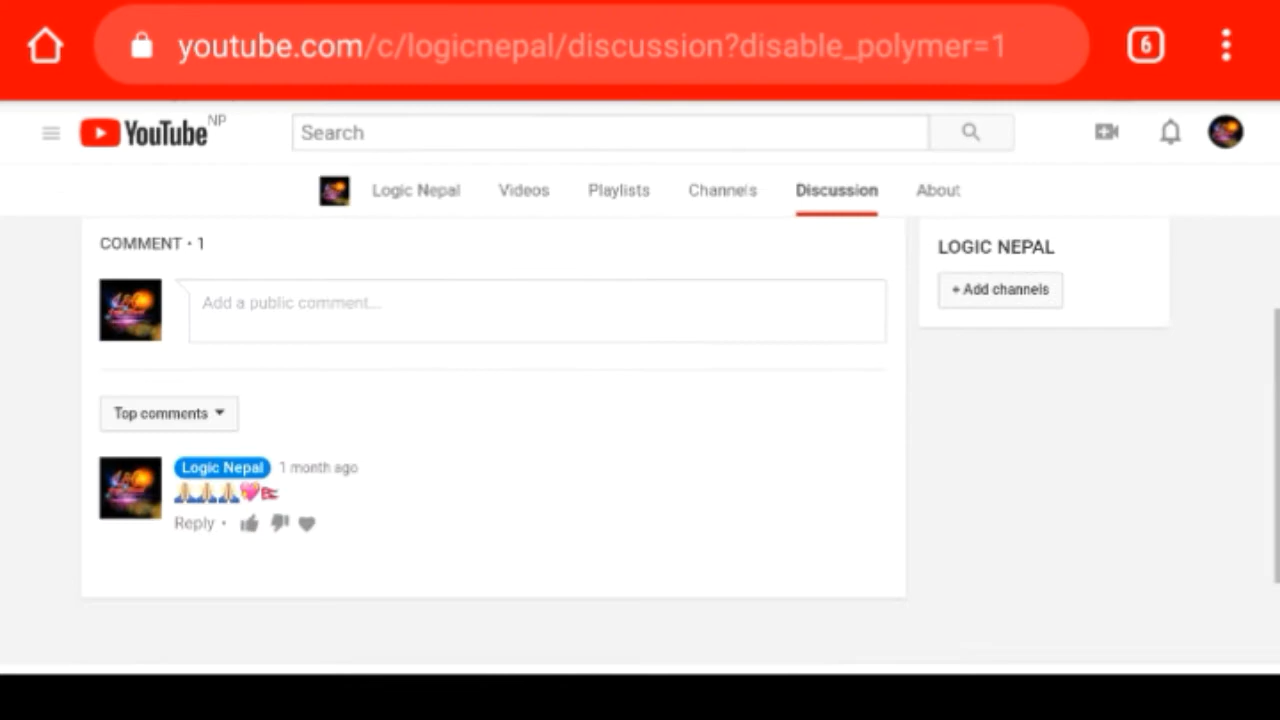 youtube.com/c/logicnepal/discussion?disable_polymer=1
6
YouTube NP
Search
Logic Nepal Videos Playlists Channels Discussion About
COMMENT • 1
LOGIC NEPAL
+ Add channels
Add a public comment...
Top comments
Logic Nepal 1 month ago
🙏🙏🙏💖🇳🇵
Reply •